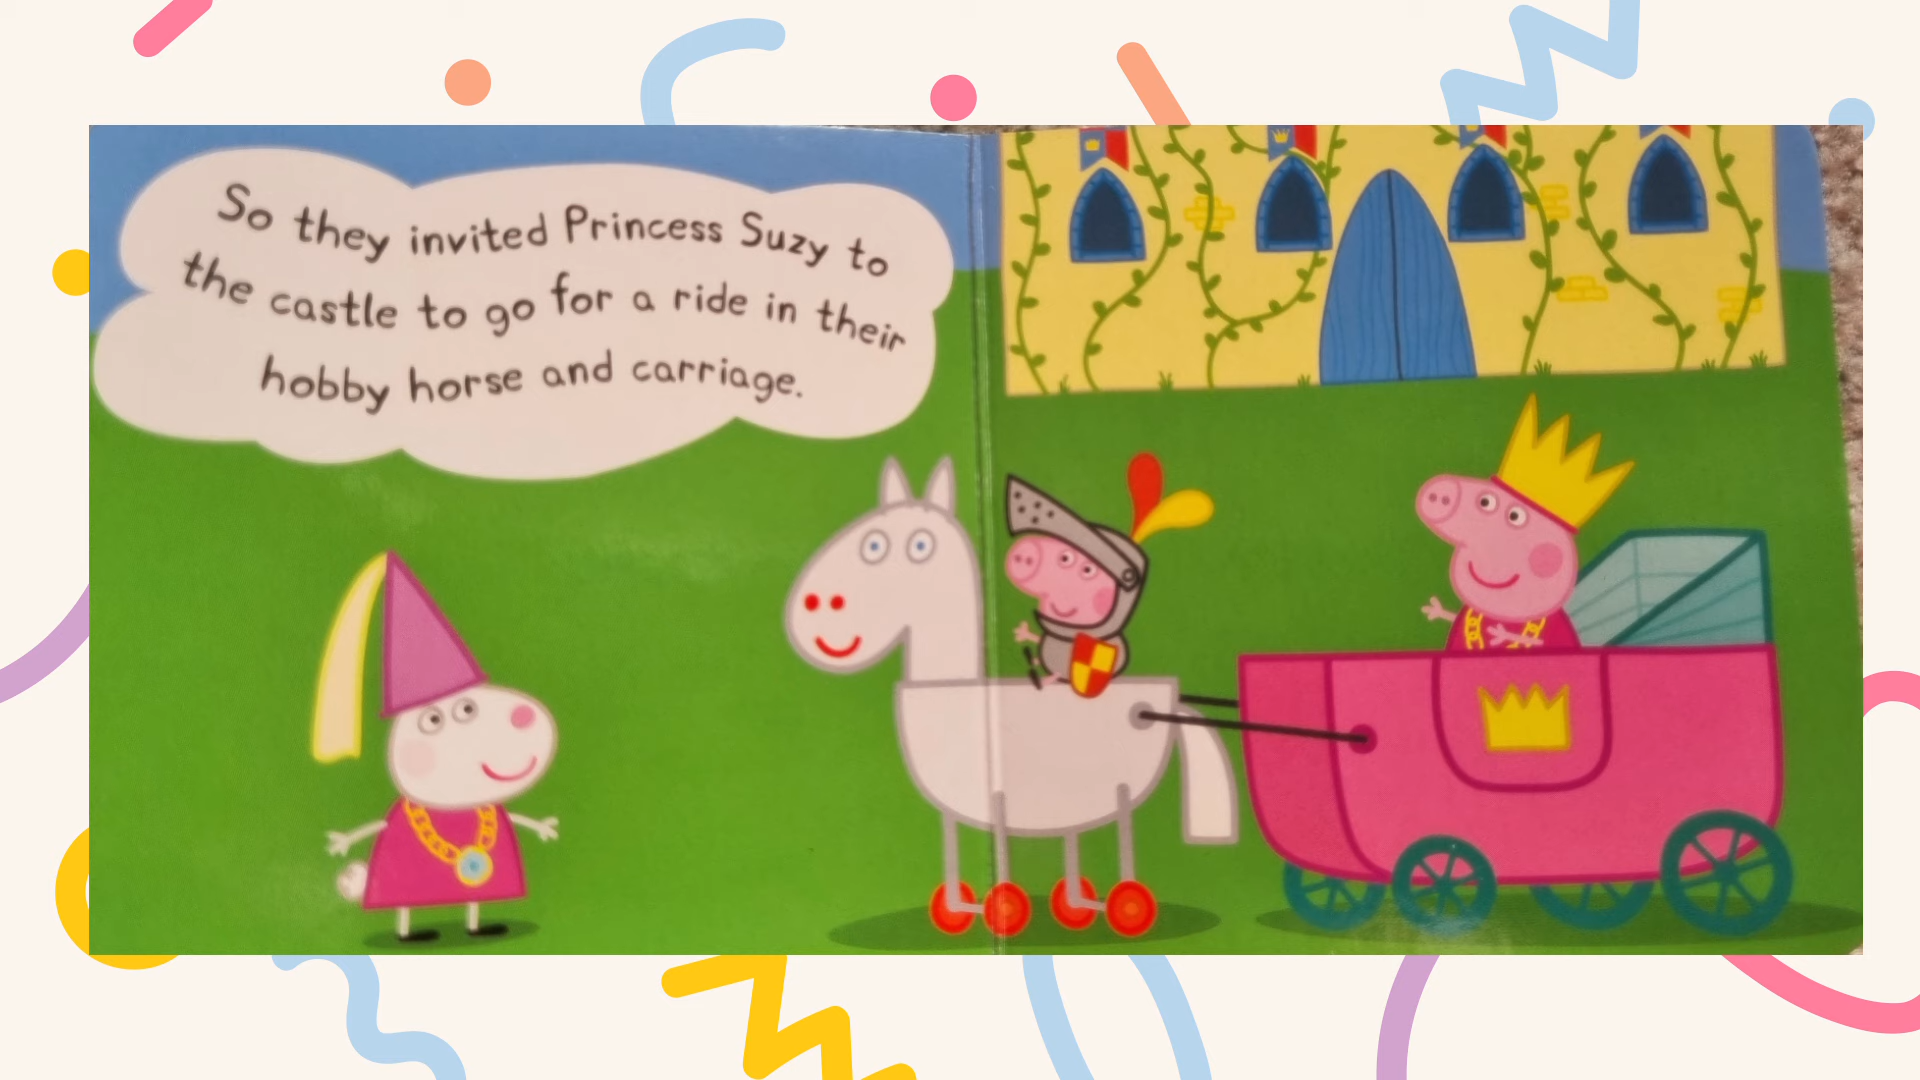 So they invited Princess Suzy to
the castle to go for a ride in their
hobby horse and carriage.